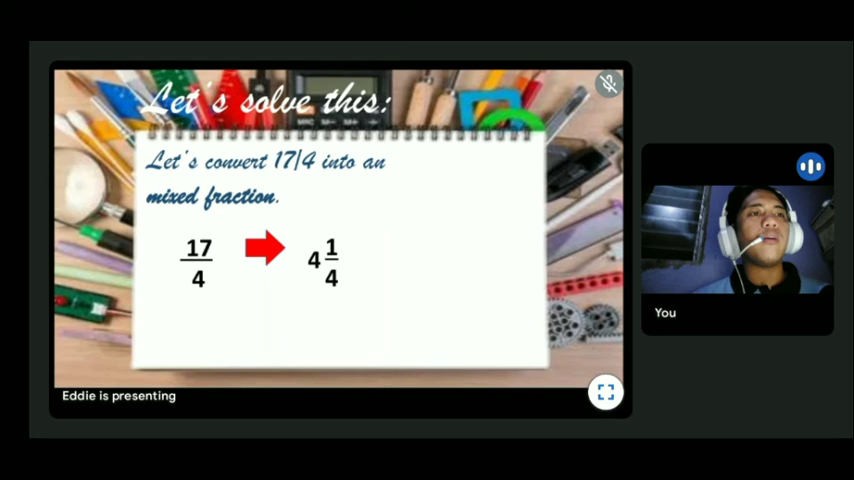 Let's solve this:
Let's convert 17/4 into an
mixed fraction.
17
4
4 1
4
You
Eddie is presenting